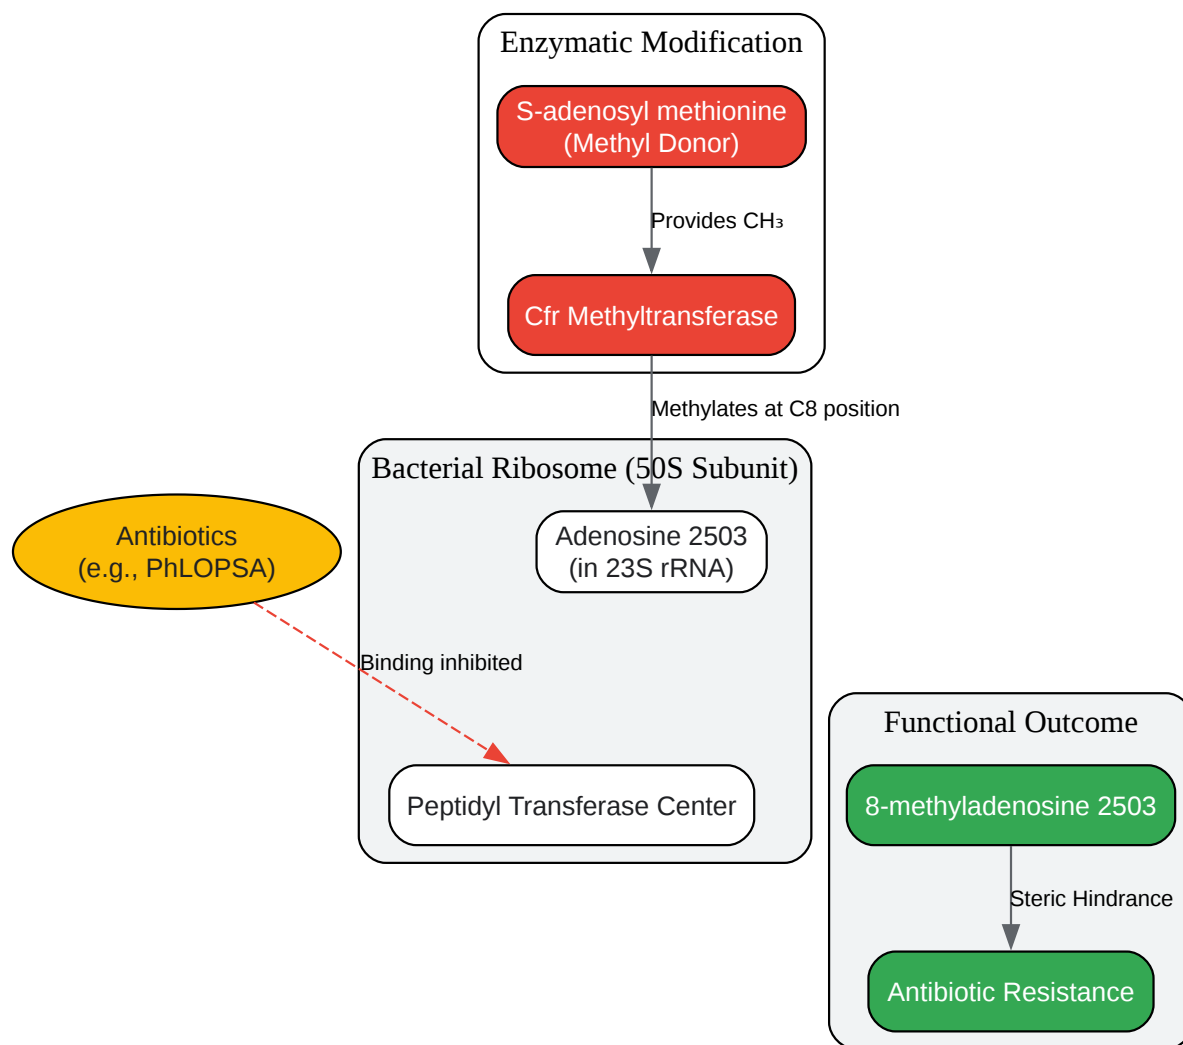 Enzymatic Modification
S-adenosyl methionine
(Methyl Donor)
Provides CH₃
Cfr Methyltransferase
Methylates at C8 position
Bacterial Ribosome (50S Subunit)
Adenosine 2503
(in 23S rRNA)
Antibiotics
(e.g., PhLOPSA)
Binding inhibited
Peptidyl Transferase Center
Functional Outcome
8-methyladenosine 2503
Steric Hindrance
Antibiotic Resistance